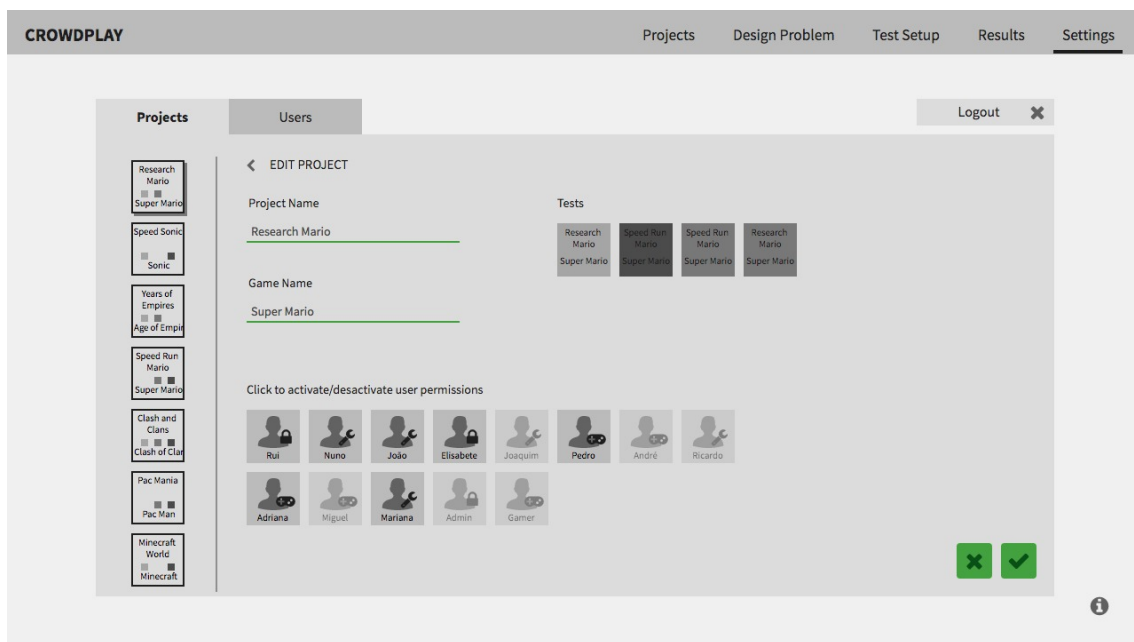 CROWDPLAY
Projects
Design Problem
Test Setup
Results
Settings
Projects
Users
Logout
Research
Mario
Super Mario
Speed Sonic
Sonic
Years of
Empires
Age of Empir
Speed Run
Mario
Super Mario
Clash and
Clans
Clash of Clan
Pac Mania
Pac Man
Minecraft
World
Minecraft
EDIT PROJECT
Project Name
Research Mario
Game Name
Super Mario
Tests
Research
Mario
Super Mario
Speed Run
Mario
Super Mario
Speed Run
Mario
Super Mario
Research
Mario
Super Mario
Click to activate/desactivate user permissions
Rui
Nuno
João
Elisabete
Joaquim
Pedro
André
Ricardo
Adriana
Miguel
Mariana
Admin
Gamer